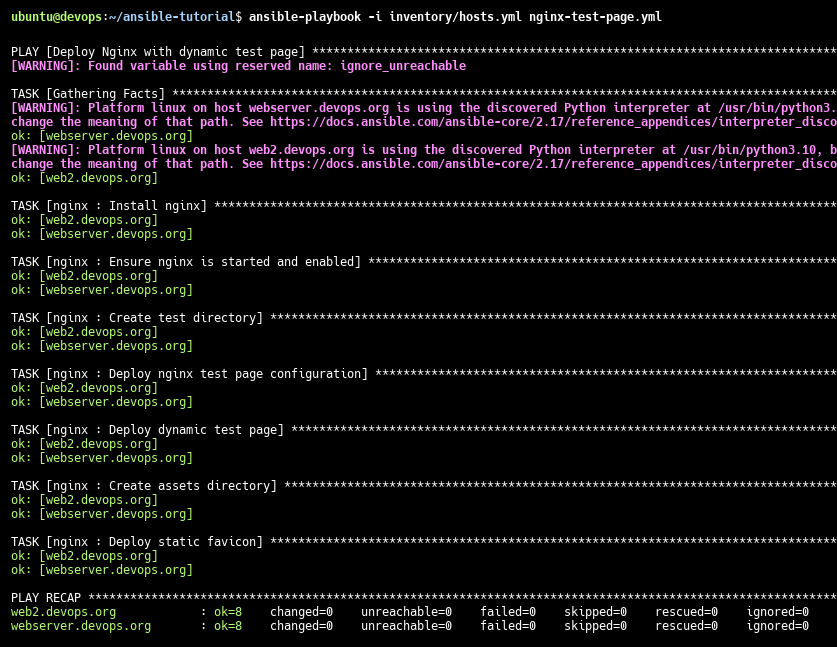 ubuntu@devops:~/ansible-tutorial$ ansible-playbook -i inventory/hosts.yml nginx-test-page.yml
PLAY [Deploy Nginx with dynamic test page] ***************************************************************************
[WARNING]: Found variable using reserved name: ignore_unreachable
TASK [Gathering Facts] ***********************************************************************************************
[WARNING]: Platform linux on host webserver.devops.org is using the discovered Python interpreter at /usr/bin/python3.
change the meaning of that path. See https://docs.ansible.com/ansible-core/2.17/reference_appendices/interpreter_disco
ok: [webserver.devops.org]
[WARNING]: Platform linux on host web2.devops.org is using the discovered Python interpreter at /usr/bin/python3.10, b
change the meaning of that path. See https://docs.ansible.com/ansible-core/2.17/reference_appendices/interpreter_disco
ok: [web2.devops.org]
TASK [nginx : Install nginx] *****************************************************************************************
ok: [web2.devops.org]
ok: [webserver.devops.org]
TASK [nginx : Ensure nginx is started and enabled] *******************************************************************
ok: [web2.devops.org]
ok: [webserver.devops.org]
TASK [nginx : Create test directory] *********************************************************************************
ok: [web2.devops.org]
ok: [webserver.devops.org]
TASK [nginx : Deploy nginx test page configuration] ******************************************************************
ok: [web2.devops.org]
ok: [webserver.devops.org]
TASK [nginx : Deploy dynamic test page] ******************************************************************************
ok: [web2.devops.org]
ok: [webserver.devops.org]
TASK [nginx : Create assets directory] *******************************************************************************
ok: [web2.devops.org]
ok: [webserver.devops.org]
TASK [nginx : Deploy static favicon] *********************************************************************************
ok: [web2.devops.org]
ok: [webserver.devops.org]
PLAY RECAP ***********************************************************************************************************
web2.devops.org            : ok=8    changed=0    unreachable=0    failed=0    skipped=0    rescued=0    ignored=0
webserver.devops.org       : ok=8    changed=0    unreachable=0    failed=0    skipped=0    rescued=0    ignored=0